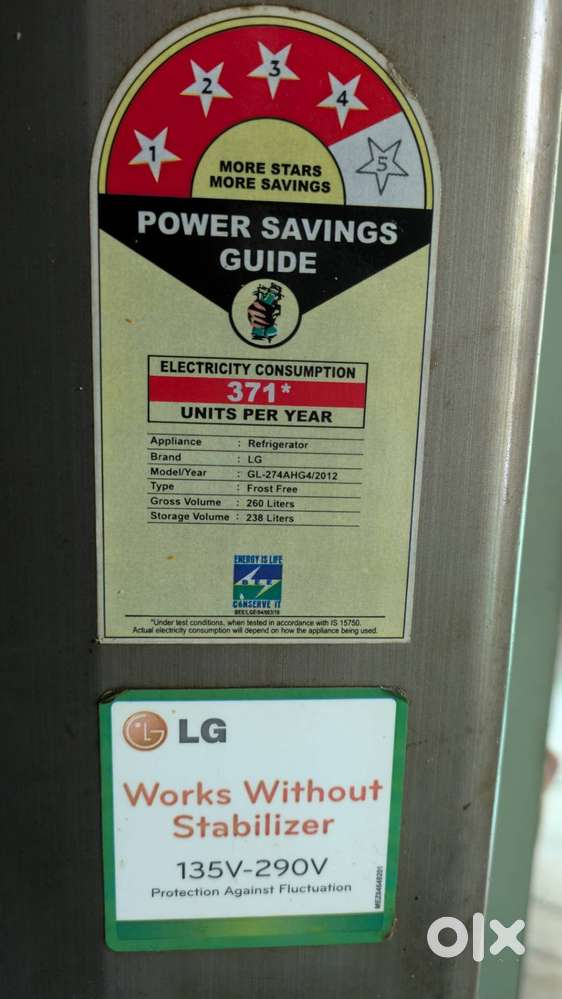 1 2 3 4 5
MORE STARS
MORE SAVINGS
POWER SAVINGS
GUIDE
ELECTRICITY CONSUMPTION
371*
UNITS PER YEAR
Appliance : Refrigerator
Brand : LG
Model/Year : GL-274AHG4/2012
Type : Frost Free
Gross Volume : 260 Liters
Storage Volume : 238 Liters
ENERGY IS LIFE
CONSERVE IT
*Under test conditions, when tested in accordance with IS 15750.
Actual electricity consumption will depend on how the appliance being used.
LG
Works Without
Stabilizer
135V-290V
Protection Against Fluctuation
olx